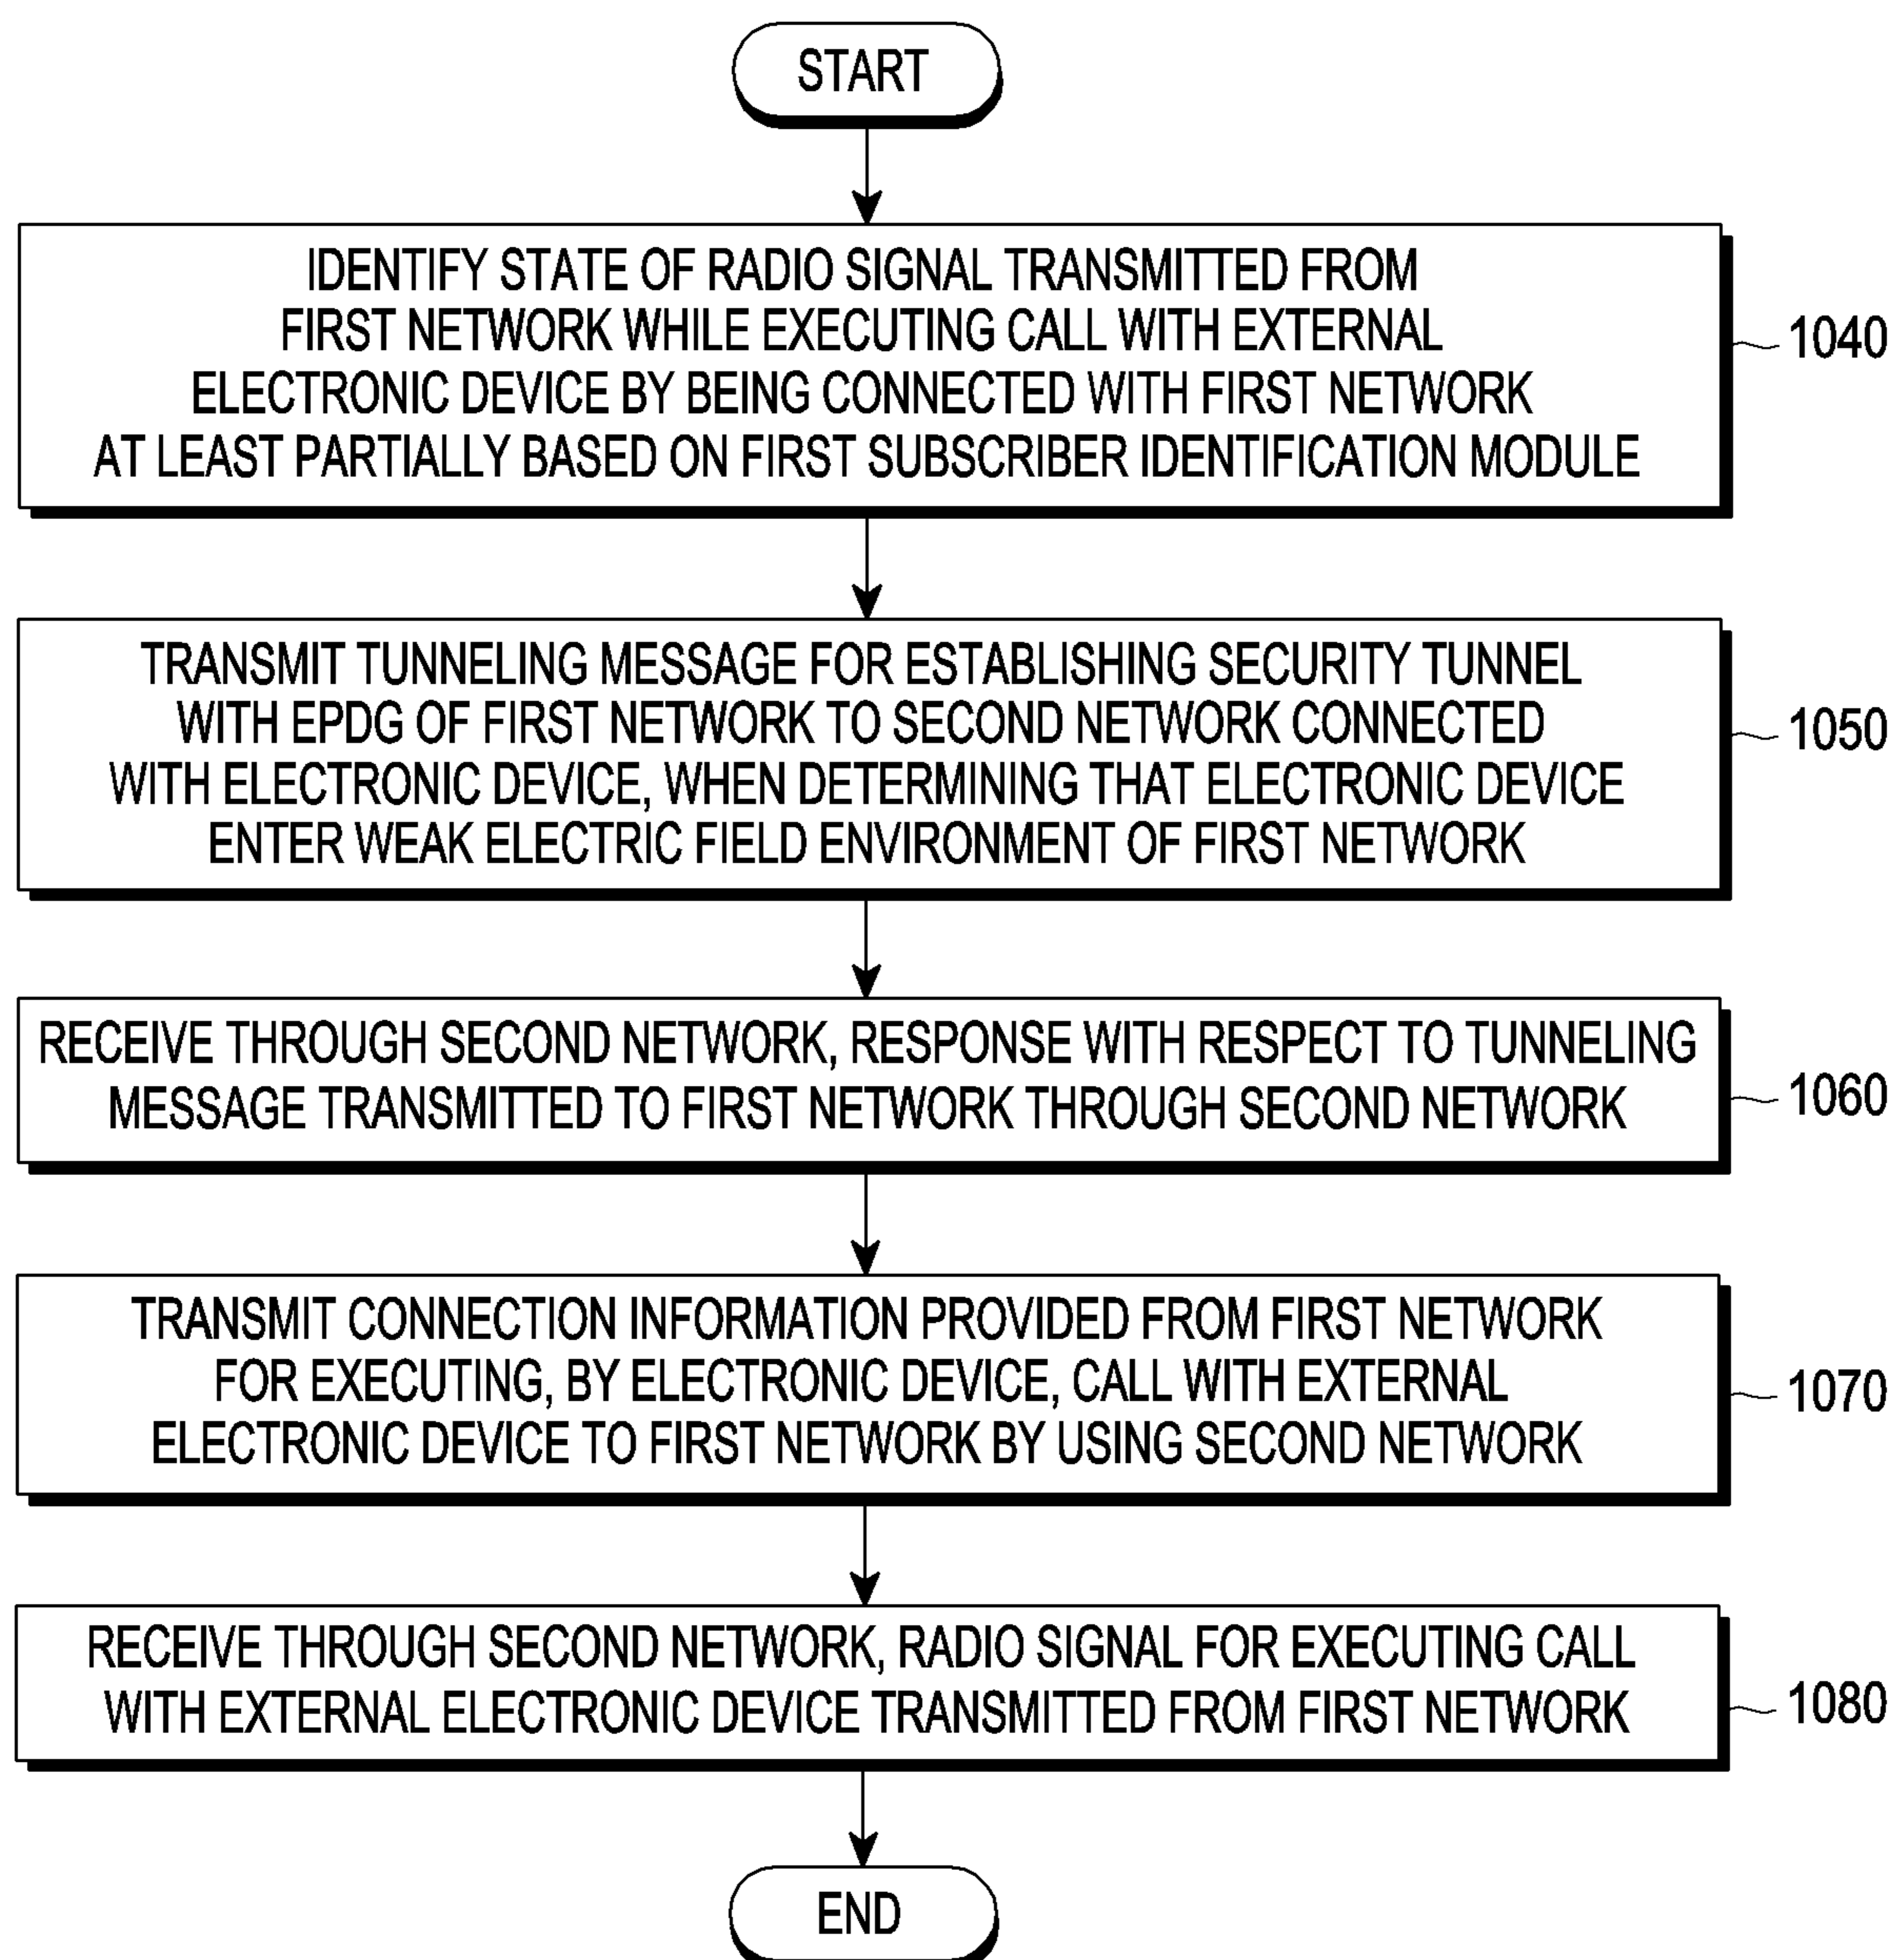 START
IDENTIFY STATE OF RADIO SIGNAL TRANSMITTED FROM
FIRST NETWORK WHILE EXECUTING CALL WITH EXTERNAL
ELECTRONIC DEVICE BY BEING CONNECTED WITH FIRST NETWORK
AT LEAST PARTIALLY BASED ON FIRST SUBSCRIBER IDENTIFICATION MODULE
1040
TRANSMIT TUNNELING MESSAGE FOR ESTABLISHING SECURITY TUNNEL
WITH EPDG OF FIRST NETWORK TO SECOND NETWORK CONNECTED
WITH ELECTRONIC DEVICE, WHEN DETERMINING THAT ELECTRONIC DEVICE
ENTER WEAK ELECTRIC FIELD ENVIRONMENT OF FIRST NETWORK
1050
RECEIVE THROUGH SECOND NETWORK, RESPONSE WITH RESPECT TO TUNNELING
MESSAGE TRANSMITTED TO FIRST NETWORK THROUGH SECOND NETWORK
1060
TRANSMIT CONNECTION INFORMATION PROVIDED FROM FIRST NETWORK
FOR EXECUTING, BY ELECTRONIC DEVICE, CALL WITH EXTERNAL
ELECTRONIC DEVICE TO FIRST NETWORK BY USING SECOND NETWORK
1070
RECEIVE THROUGH SECOND NETWORK, RADIO SIGNAL FOR EXECUTING CALL
WITH EXTERNAL ELECTRONIC DEVICE TRANSMITTED FROM FIRST NETWORK
1080
END